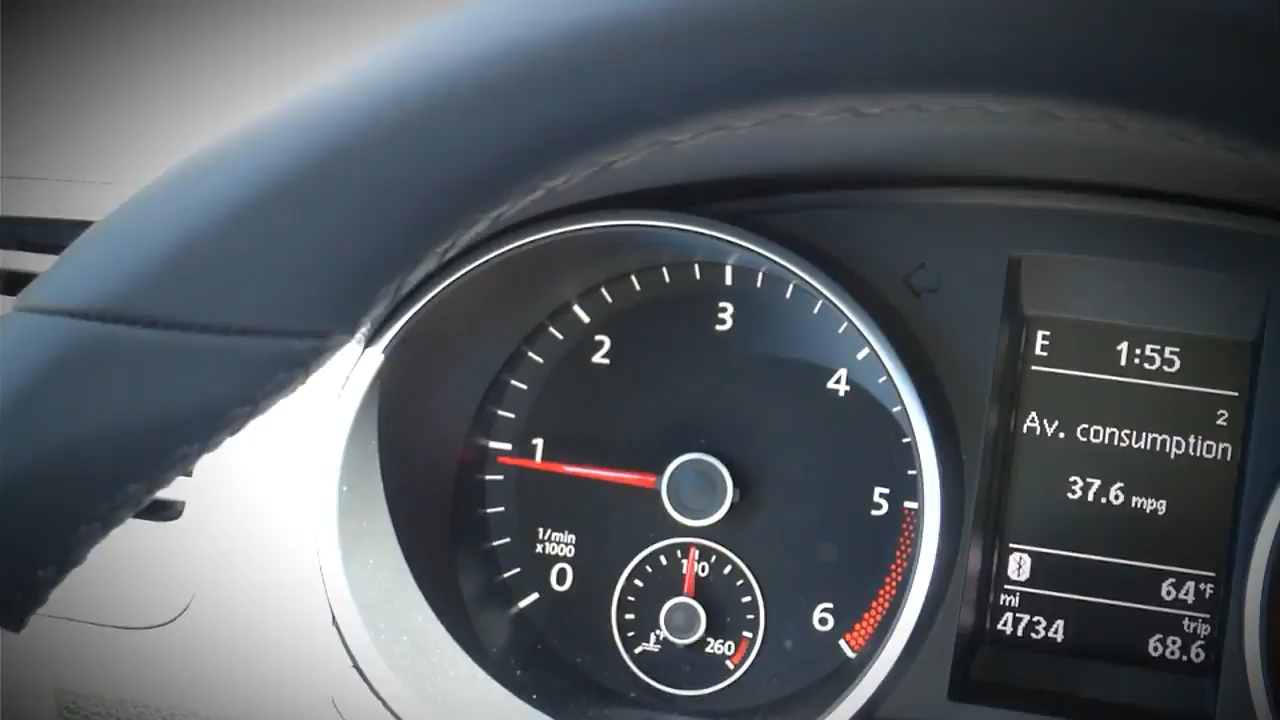 1
2
3
4
5
6
1/min
x1000
0
190
260
°F
E 1:55
2
Av. consumption
37.6 mpg
64°F
mi
4734
trip
68.6